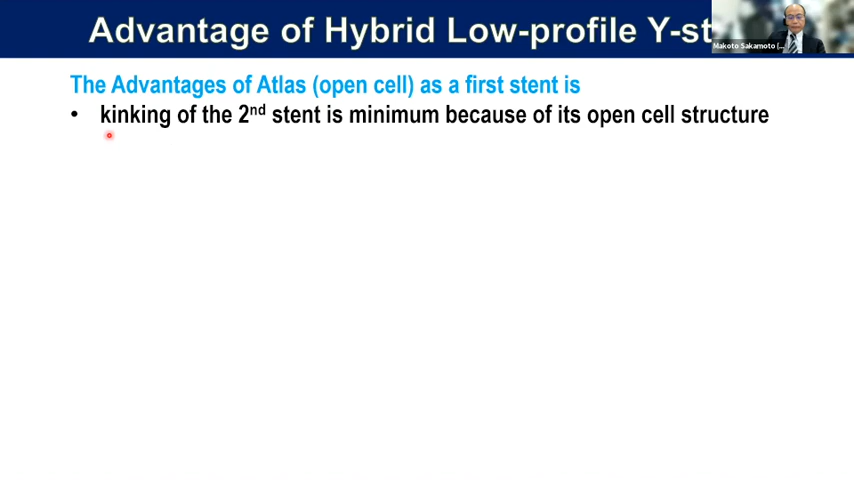 Advantage of Hybrid Low-profile Y-st
Makoto Sakamoto |...
The Advantages of Atlas (open cell) as a first stent is
• kinking of the 2nd stent is minimum because of its open cell structure